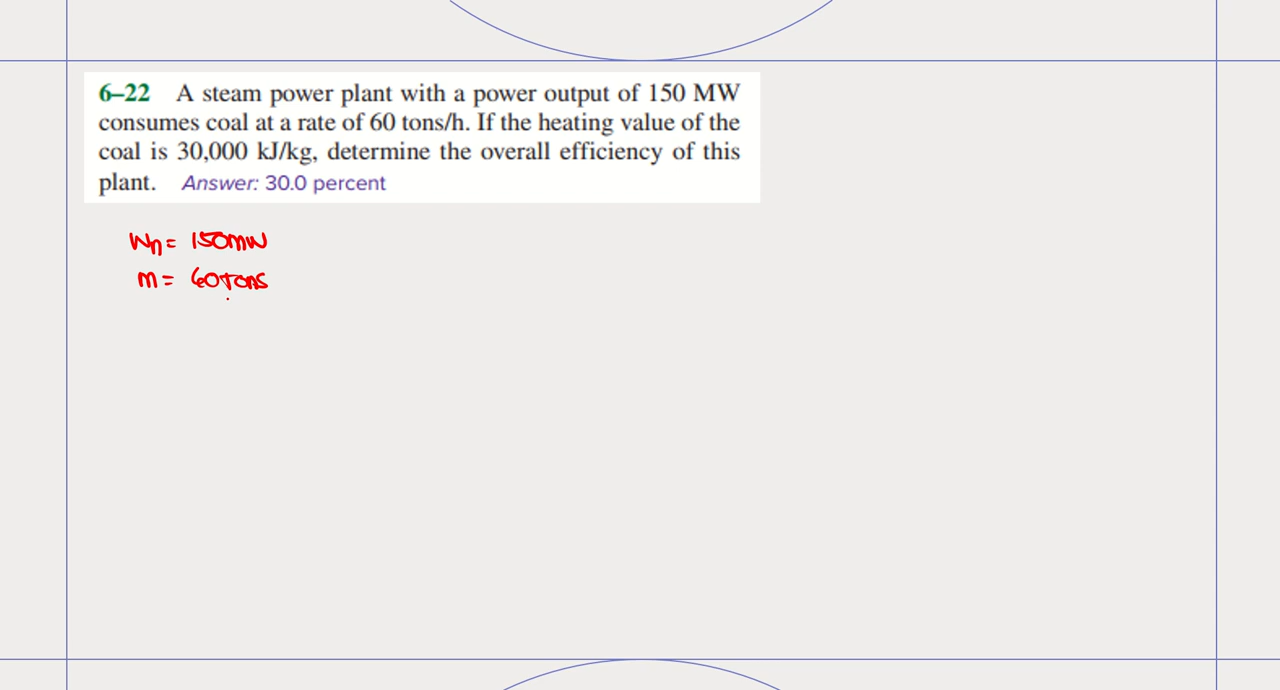 6–22 A steam power plant with a power output of 150 MW
consumes coal at a rate of 60 tons/h. If the heating value of the
coal is 30,000 kJ/kg, determine the overall efficiency of this
plant. Answer: 30.0 percent
Wn = 150MW
m = 60Tons